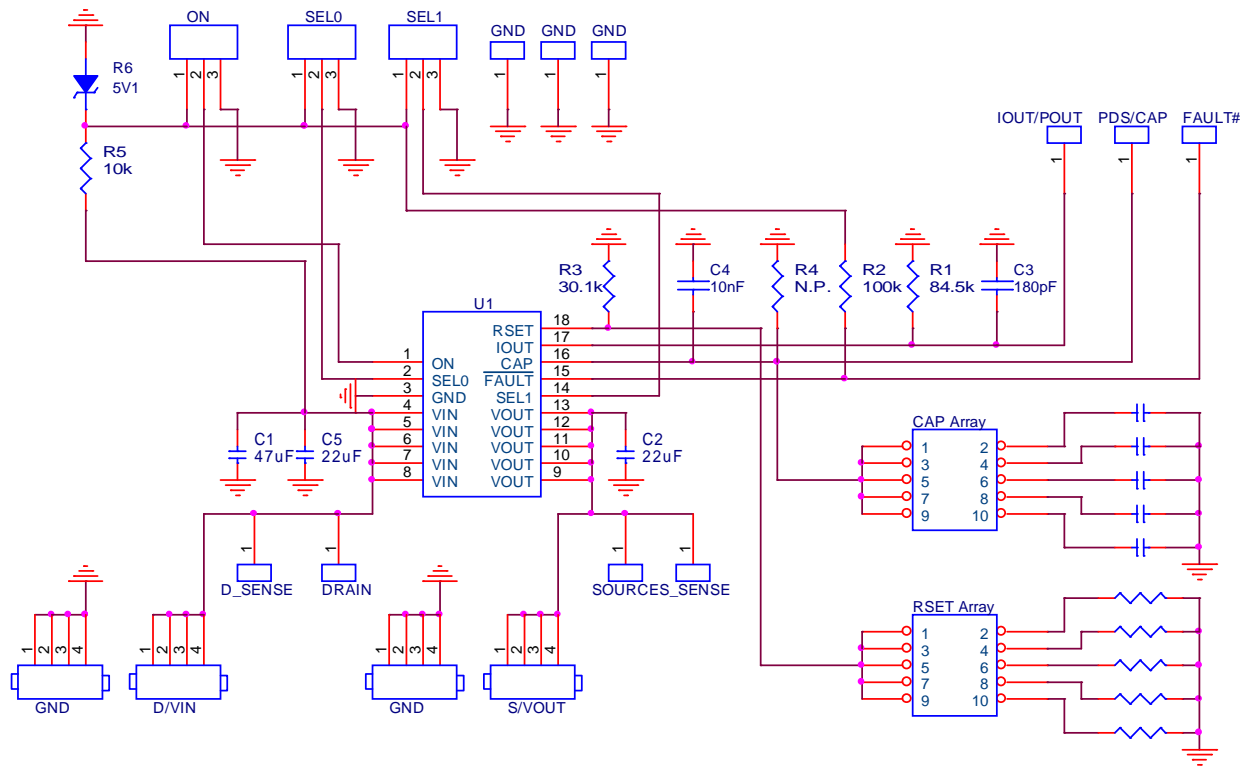 ON
SEL0
SEL1
GND
GND
GND
1
2
3
1
2
3
1
2
3
1
1
1
R6
5V1
R5
10k
IOUT/POUT
PDS/CAP
FAULT#
1
1
1
R3
30.1k
C4
10nF
R4
N.P.
R2
100k
R1
84.5k
C3
180pF
U1
1
ON
2
SEL0
3
GND
4
VIN
5
VIN
6
VIN
7
VIN
8
VIN
RSET
18
IOUT
17
CAP
16
FAULT
15
SEL1
14
VOUT
13
VOUT
12
VOUT
11
VOUT
10
VOUT
9
C1
47uF
C5
22uF
C2
22uF
CAP Array
1
2
3
4
5
6
7
8
9
10
1
D_SENSE
1
DRAIN
1
SOURCES_SENSE
1
RSET Array
1
2
3
4
5
6
7
8
9
10
1
2
3
4
GND
1
2
3
4
D/VIN
1
2
3
4
GND
1
2
3
4
S/VOUT